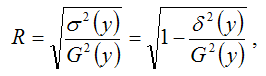 R = √(σ²(y)/G²(y)) = √(1 − δ²(y)/G²(y)) ,